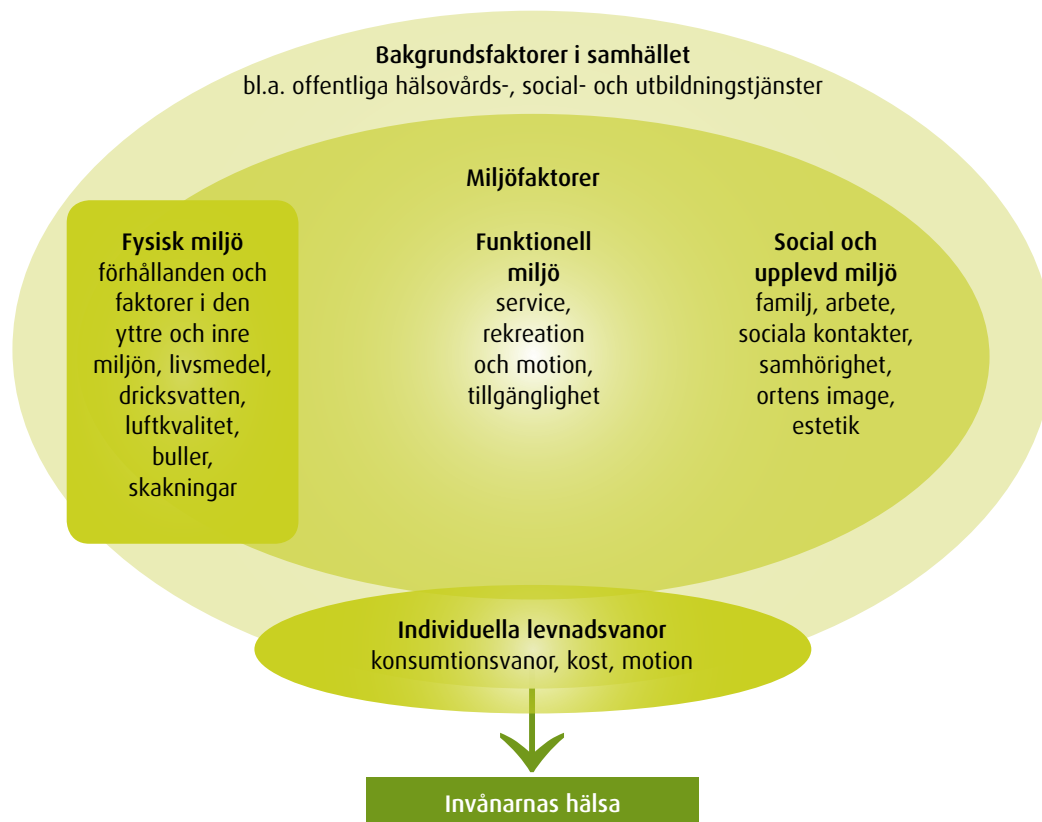 Bakgrundsfaktorer i samhället
bl.a. offentliga hälsovårds-, social- och utbildningstjänster
Miljöfaktorer
Fysisk miljö
förhållanden och
faktorer i den
yttre och inre
miljön, livsmedel,
dricksvatten,
luftkvalitet,
buller,
skakningar
Funktionell
miljö
service,
rekreation
och motion,
tillgänglighet
Social och
upplevd miljö
familj, arbete,
sociala kontakter,
samhörighet,
ortens image,
estetik
Individuella levnadsvanor
konsumtionsvanor, kost, motion
Invånarnas hälsa